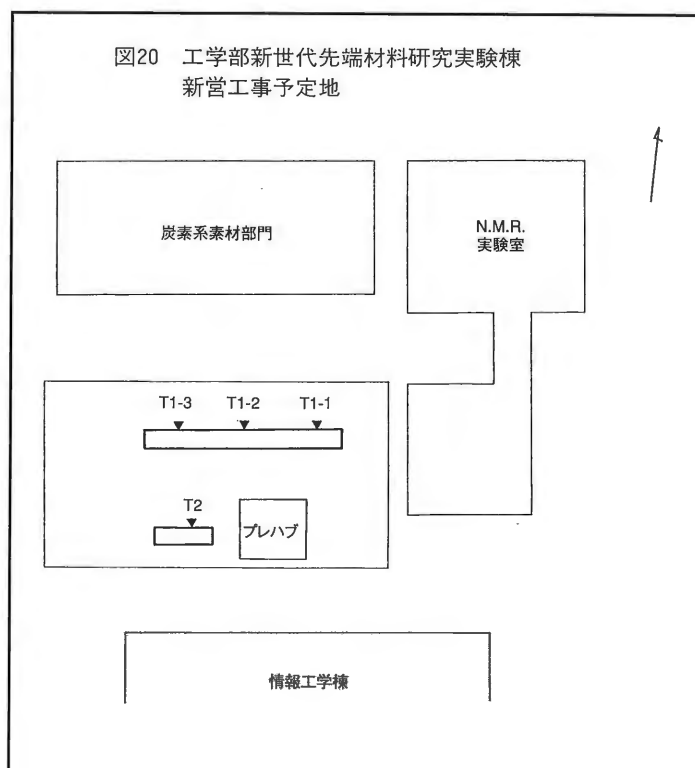 図20 工学部新世代先端材料研究実験棟
新営工事予定地
炭素系素材部門
N.M.R.
実験室
T1-3
T1-2
T1-1
T2
プレハブ
情報工学棟